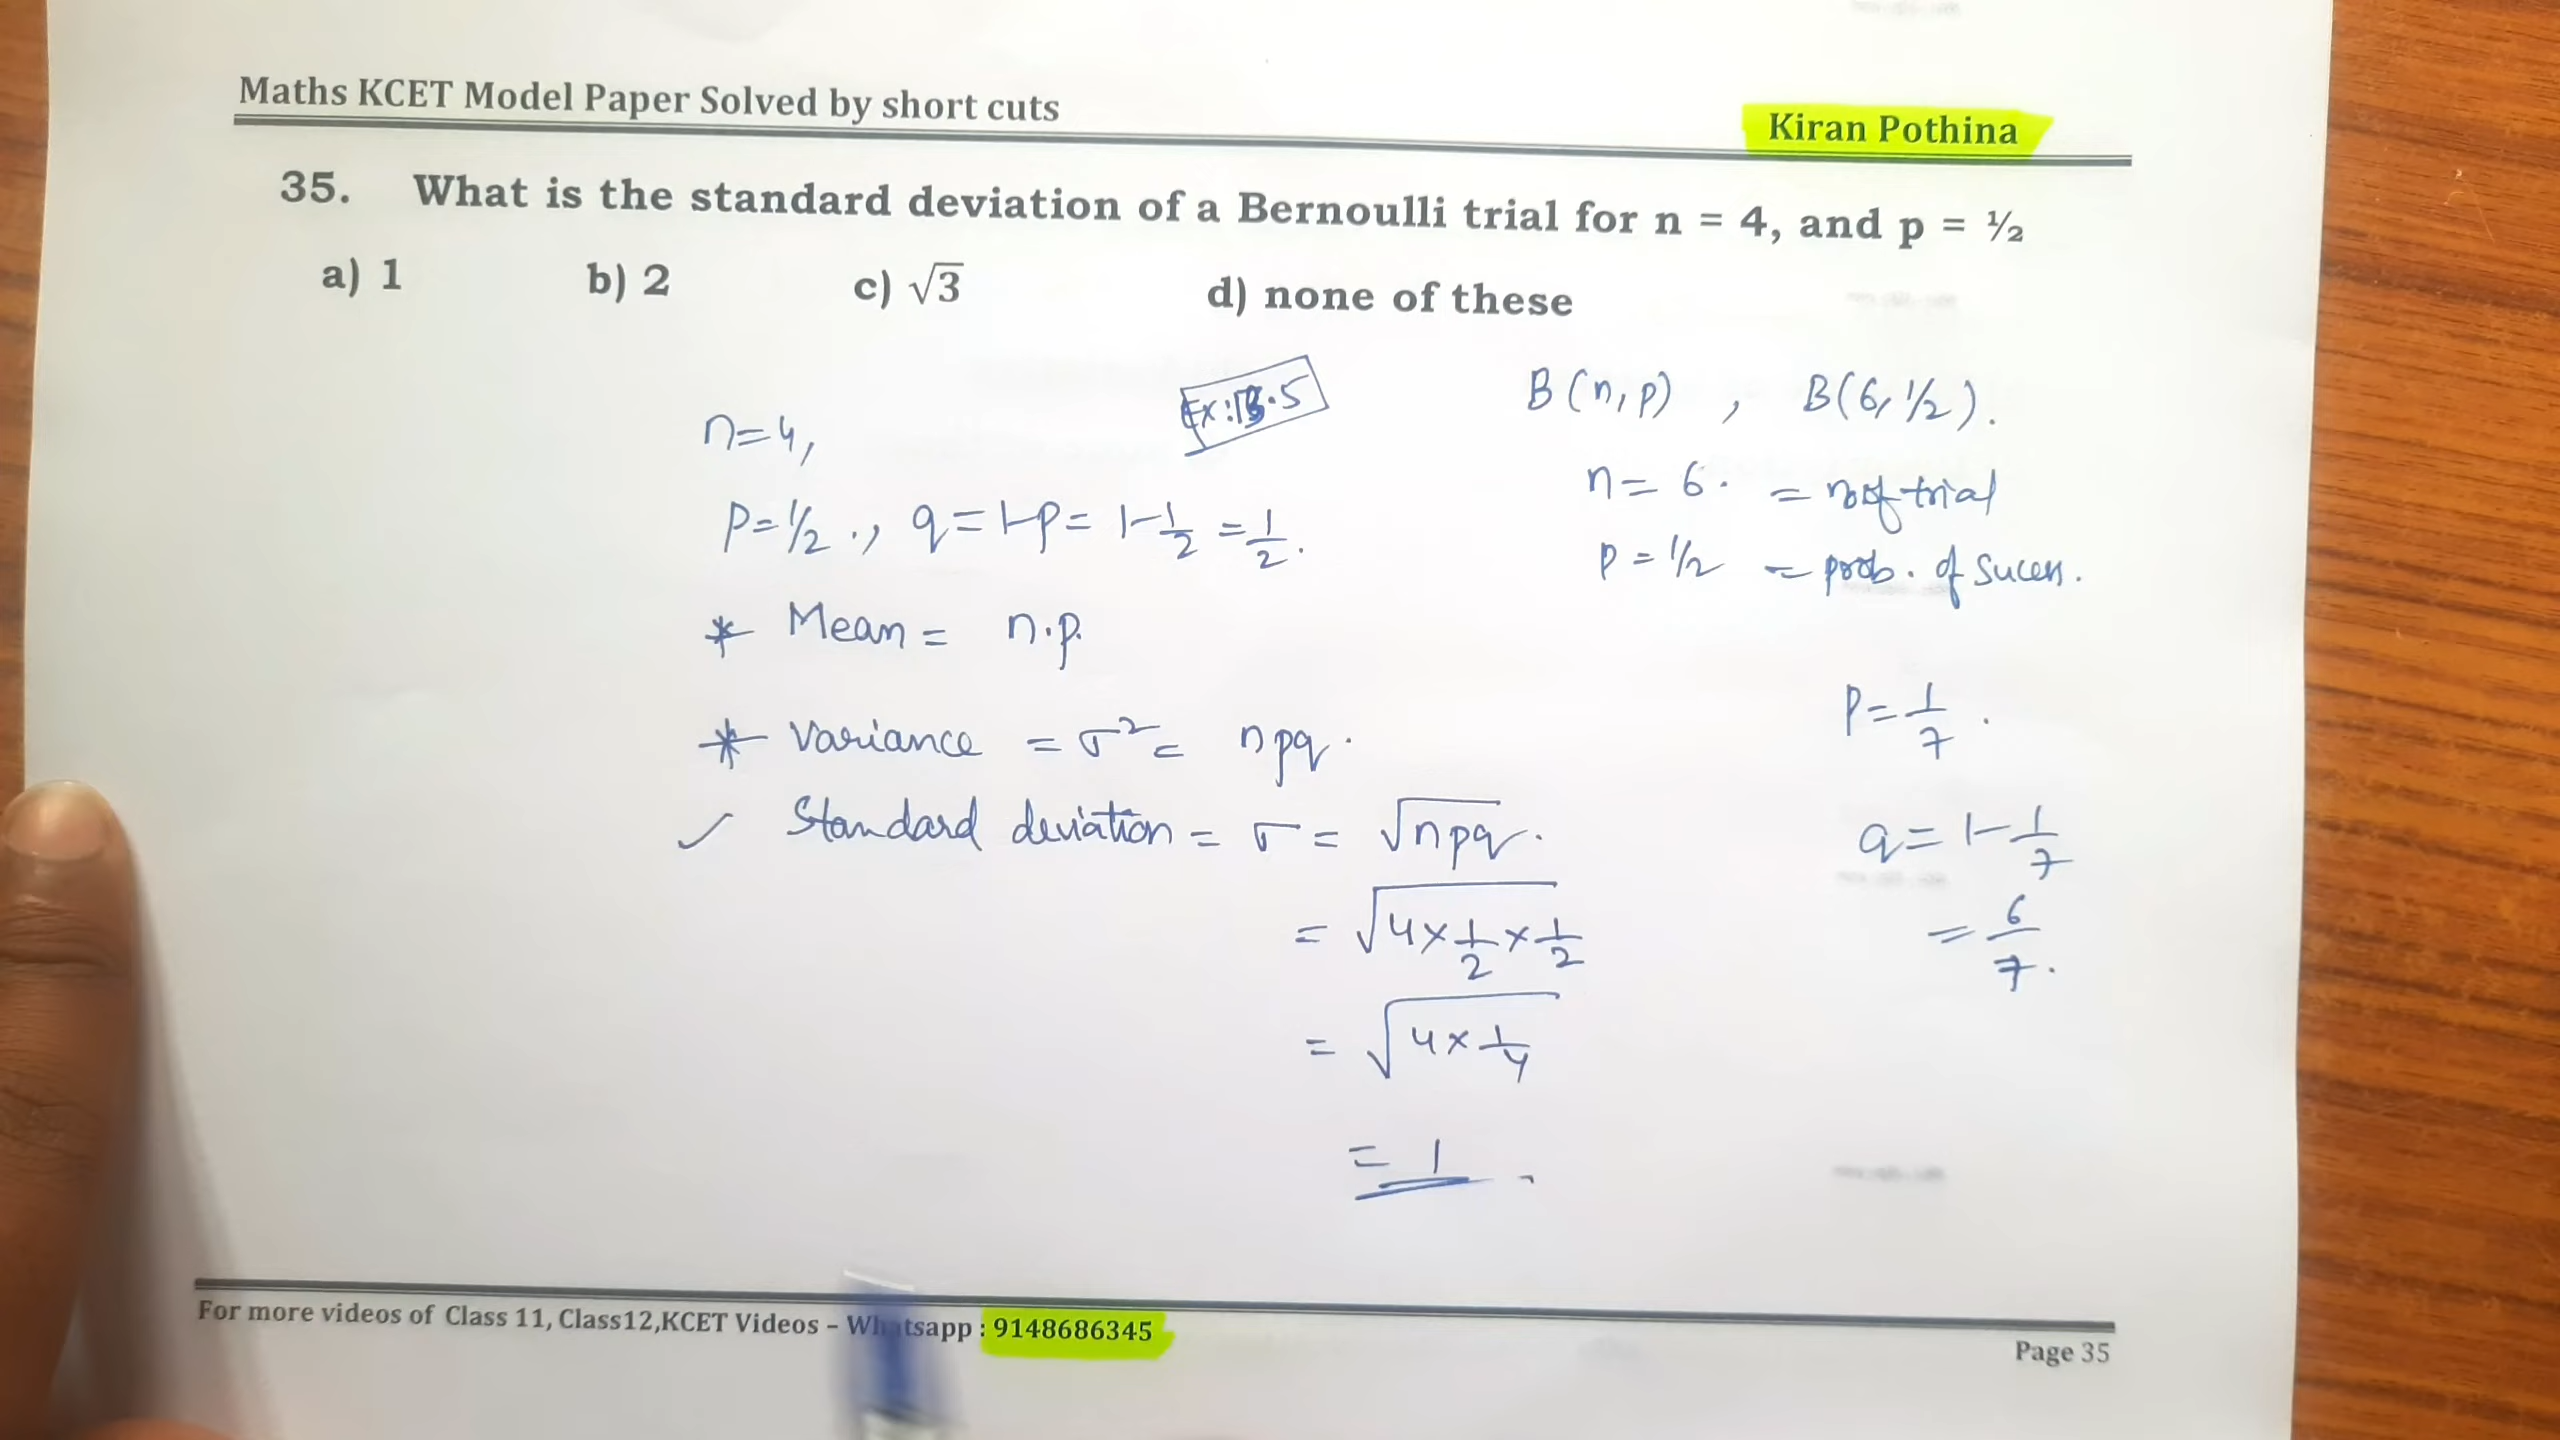 Maths KCET Model Paper Solved by short cuts
Kiran Pothina
35. What is the standard deviation of a Bernoulli trial for n = 4, and p = ½
a) 1 b) 2 c) √3 d) none of these
Ex:13.5
B(n,p) , B(6,1/2).
n=4,
n= 6. = no of trial
p=1/2 ., q=1-p= 1-1/2 =1/2.
p = 1/2 = prob. of Sucess.
* Mean = n.p.
p=1/7 .
* Variance = σ²= npq.
✓ Standard deviation = σ = √npq.
q= 1-1/7
= √4×1/2×1/2
= 6/7.
= √4×1/4
= 1 .
For more videos of Class 11, Class12,KCET Videos – Whatsapp : 9148686345
Page 35